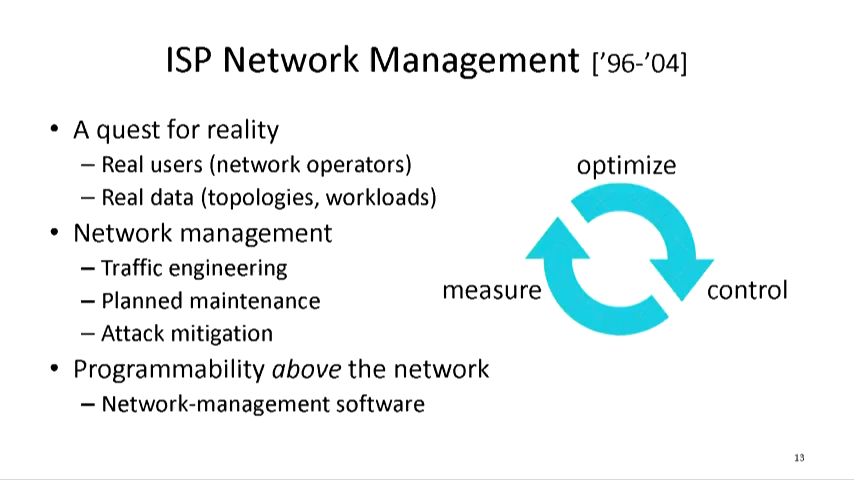 ISP Network Management [’96-’04]
• A quest for reality
– Real users (network operators)
– Real data (topologies, workloads)
• Network management
– Traffic engineering
– Planned maintenance
– Attack mitigation
• Programmability above the network
– Network-management software
optimize
measure
control
13